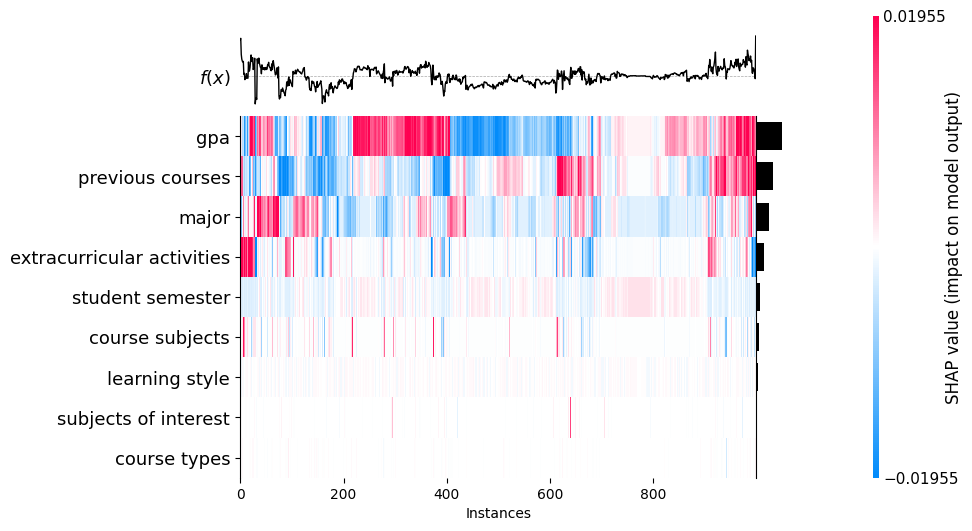 0.01955
f(x)
gpa
previous courses
major
extracurricular activities
student semester
course subjects
learning style
subjects of interest
course types
0 200 400 600 800
Instances
−0.01955
SHAP value (impact on model output)